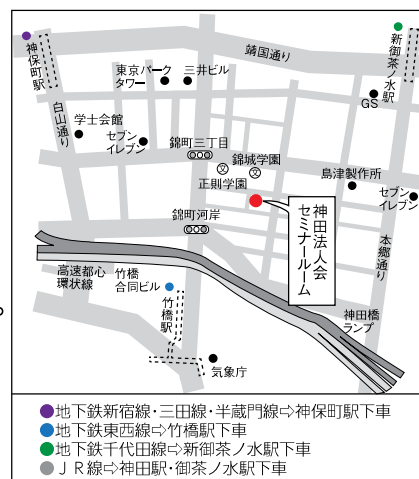 神保町駅
靖国通り
新御茶ノ水駅
東京パーク
タワー
三井ビル
白山通り
GS
学士会館
セブン
イレブン
錦町三丁目
錦城学園
正則学園
島津製作所
セブン
イレブン
錦町河岸
神田法人会
セミナールーム
本郷通り
高速都心
環状線
竹橋
合同ビル
竹橋駅
神田橋
ランプ
気象庁
●地下鉄新宿線・三田線・半蔵門線⇨神保町駅下車
●地下鉄東西線⇨竹橋駅下車
●地下鉄千代田線⇨新御茶ノ水駅下車
●ＪＲ線⇨神田駅・御茶ノ水駅下車